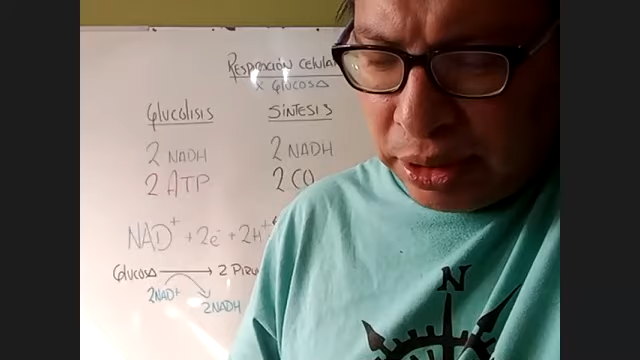 RESPIRACIÓN CELULAR
X GLUCOSA
GLUCOLISIS
SÍNTESIS
2 NADH
2 NADH
2 ATP
2 CO
NAD⁺ + 2e⁻ + 2H⁺
GLUCOSA → 2 PIRU
2NAD⁺
2NADH
N